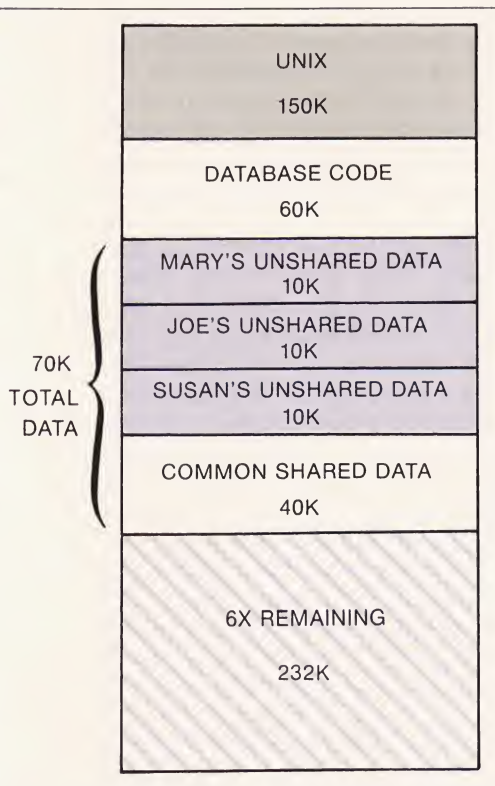 UNIX
150K
DATABASE CODE
60K
MARY'S UNSHARED DATA
10K
JOE'S UNSHARED DATA
10K
SUSAN'S UNSHARED DATA
10K
70K
TOTAL
DATA
COMMON SHARED DATA
40K
6X REMAINING
232K